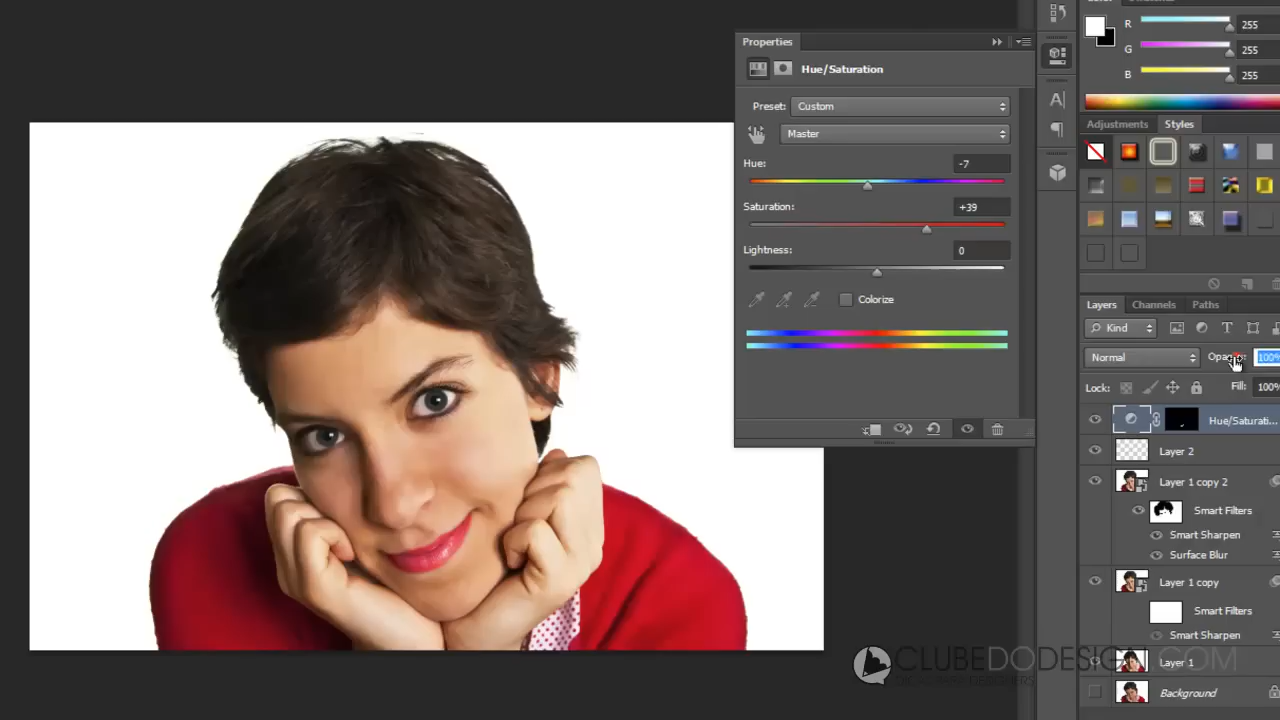 Properties
Hue/Saturation
Preset: Custom
Master
Hue: -7
Saturation: +39
Lightness: 0
Colorize
R 255
G 255
B 255
Adjustments Styles
Layers Channels Paths
Kind
Normal 100%
Lock: Fill: 100%
Hue/Saturati...
Layer 2
Layer 1 copy 2
Smart Filters
Smart Sharpen
Surface Blur
Layer 1 copy
Smart Filters
Smart Sharpen
Layer 1
Background
CLUBEDODESIGN.COM